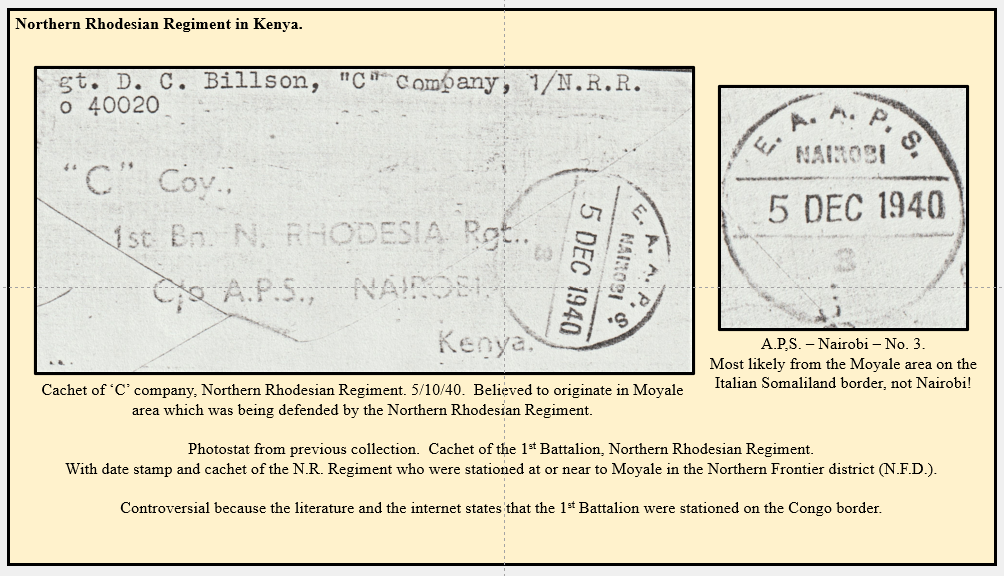 Northern Rhodesian Regiment in Kenya.
gt. D. C. Billson, "C" Company, 1/N.R.R.
o 40020
"C" Coy.,
1st Bn. N. RHODESIA Rgt..
C/o A.P.S., NAIROBI.
Kenya.
E. A. A. P. S.
NAIROBI
5 DEC 1940
3
E. A. A. P. S.
NAIROBI
5 DEC 1940
3
Cachet of ‘C’ company, Northern Rhodesian Regiment. 5/10/40. Believed to originate in Moyale
area which was being defended by the Northern Rhodesian Regiment.
A.P,S. – Nairobi – No. 3.
Most likely from the Moyale area on the
Italian Somaliland border, not Nairobi!
Photostat from previous collection. Cachet of the 1st Battalion, Northern Rhodesian Regiment.
With date stamp and cachet of the N.R. Regiment who were stationed at or near to Moyale in the Northern Frontier district (N.F.D.).
Controversial because the literature and the internet states that the 1st Battalion were stationed on the Congo border.